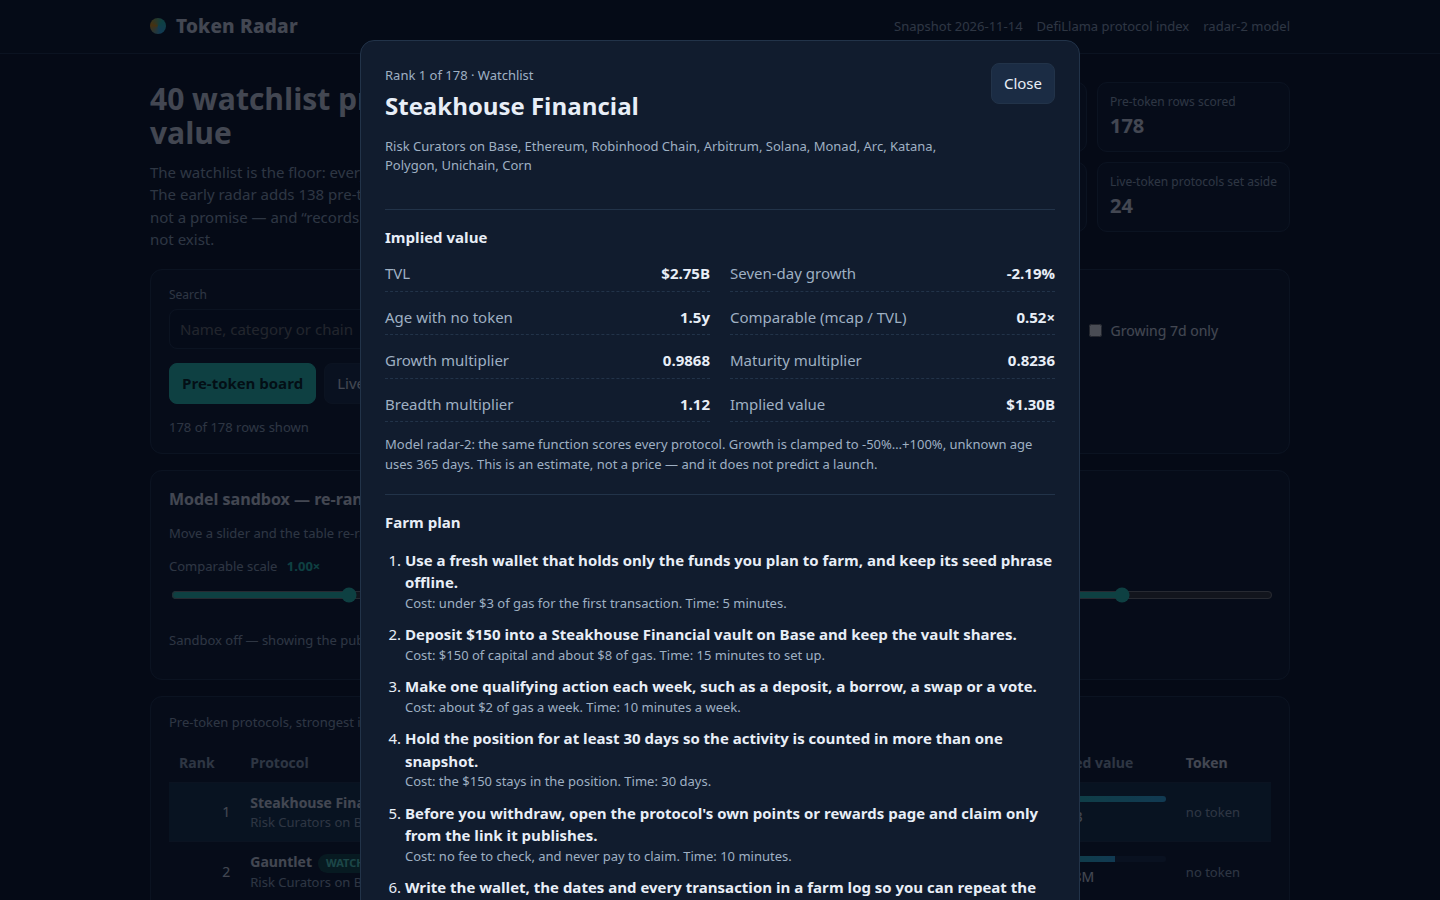 Token Radar
Snapshot 2026-11-14 DefiLlama protocol index radar-2 model
40 watchlist
value
The watchlist is the floor:
The early radar adds 138
not a promise — and "records
not exist.
Pre-token rows scored
178
Live-token protocols set aside
24
Search
Name, category or chain
Growing 7d only
Pre-token board
178 of 178 rows shown
Model sandbox —
Move a slider and the table
Comparable scale 1.00×
Sandbox off — showing the
Pre-token protocols, strongest
Rank Protocol
value Token
1 Steakhouse
Risk Curators on
no token
2 Gauntlet
Risk Curators on
no token
Rank 1 of 178 · Watchlist
Close
Steakhouse Financial
Risk Curators on Base, Ethereum, Robinhood Chain, Arbitrum, Solana, Monad, Arc, Katana,
Polygon, Unichain, Corn
Implied value
TVL $2.75B Seven-day growth -2.19%
Age with no token 1.5y Comparable (mcap / TVL) 0.52×
Growth multiplier 0.9868 Maturity multiplier 0.8236
Breadth multiplier 1.12 Implied value $1.30B
Model radar-2: the same function scores every protocol. Growth is clamped to -50%…+100%, unknown age
uses 365 days. This is an estimate, not a price — and it does not predict a launch.
Farm plan
1. Use a fresh wallet that holds only the funds you plan to farm, and keep its seed phrase
offline.
Cost: under $3 of gas for the first transaction. Time: 5 minutes.
2. Deposit $150 into a Steakhouse Financial vault on Base and keep the vault shares.
Cost: $150 of capital and about $8 of gas. Time: 15 minutes to set up.
3. Make one qualifying action each week, such as a deposit, a borrow, a swap or a vote.
Cost: about $2 of gas a week. Time: 10 minutes a week.
4. Hold the position for at least 30 days so the activity is counted in more than one
snapshot.
Cost: the $150 stays in the position. Time: 30 days.
5. Before you withdraw, open the protocol's own points or rewards page and claim only
from the link it publishes.
Cost: no fee to check, and never pay to claim. Time: 10 minutes.
6. Write the wallet, the dates and every transaction in a farm log so you can repeat the